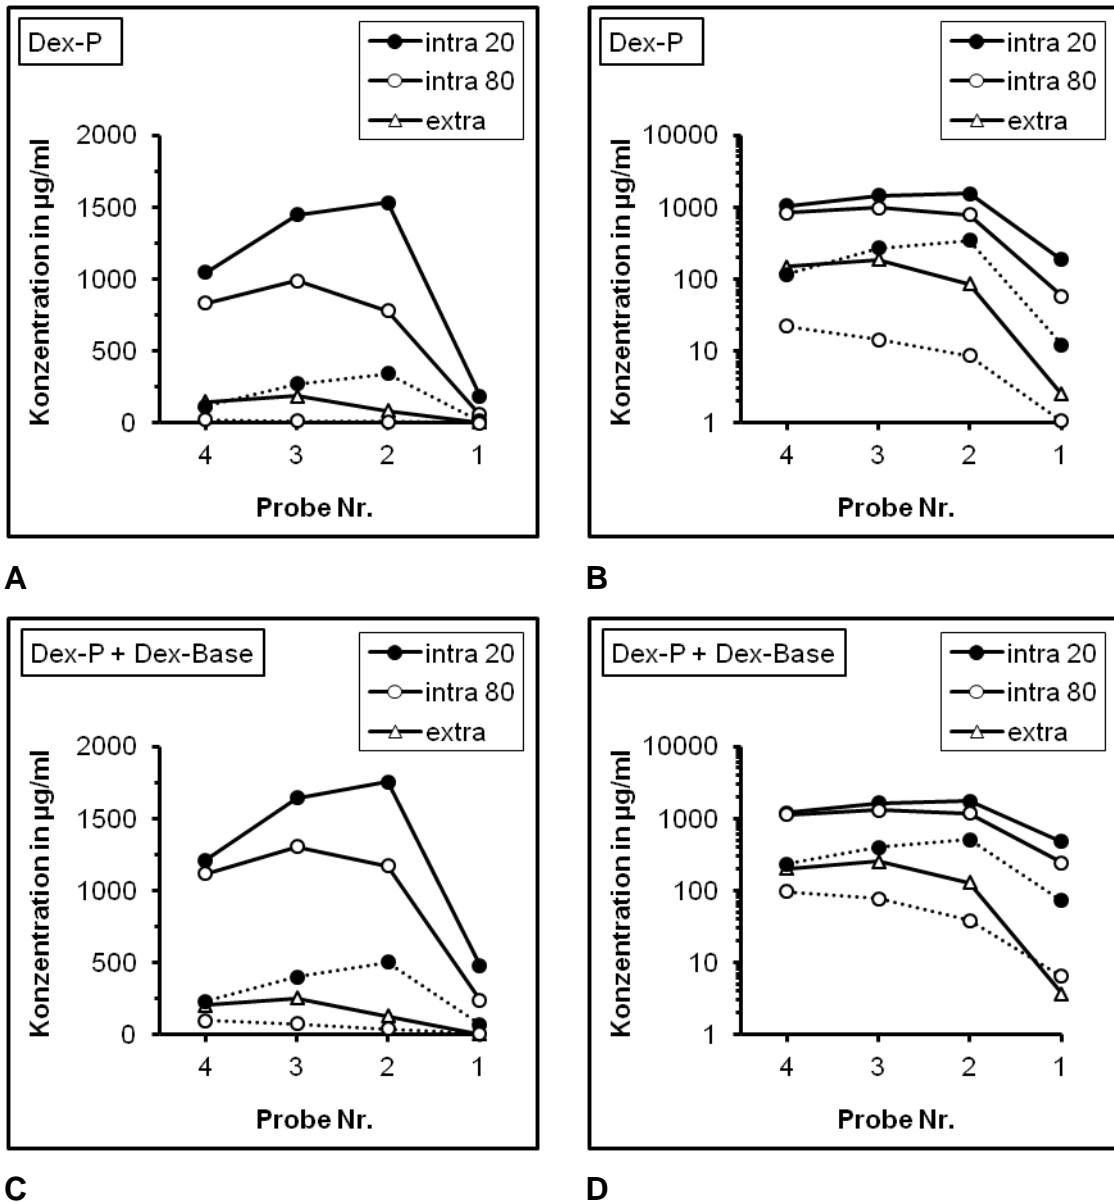 Dex-P
intra 20
intra 80
extra
Konzentration in µg/ml
2000
1500
1000
500
0
4 3 2 1
Probe Nr.
A
Dex-P
intra 20
intra 80
extra
Konzentration in µg/ml
10000
1000
100
10
1
4 3 2 1
Probe Nr.
B
Dex-P + Dex-Base
intra 20
intra 80
extra
Konzentration in µg/ml
2000
1500
1000
500
0
4 3 2 1
Probe Nr.
C
Dex-P + Dex-Base
intra 20
intra 80
extra
Konzentration in µg/ml
10000
1000
100
10
1
4 3 2 1
Probe Nr.
D